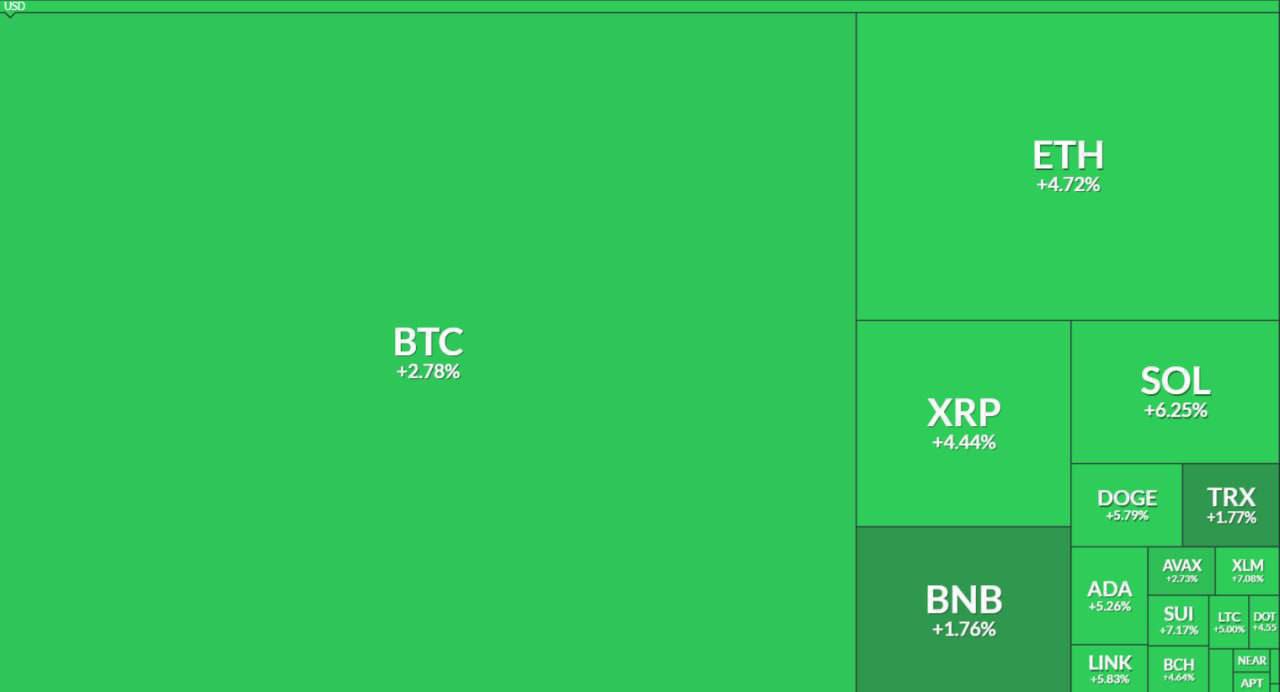 USD
BTC
+2.78%
ETH
+4.72%
XRP
+4.44%
SOL
+6.25%
BNB
+1.76%
DOGE
+5.79%
TRX
+1.77%
ADA
+5.26%
AVAX
+2.73%
XLM
+7.08%
SUI
+7.17%
LTC
+5.00%
DOT
+4.55
LINK
+5.83%
BCH
+4.64%
NEAR
APT